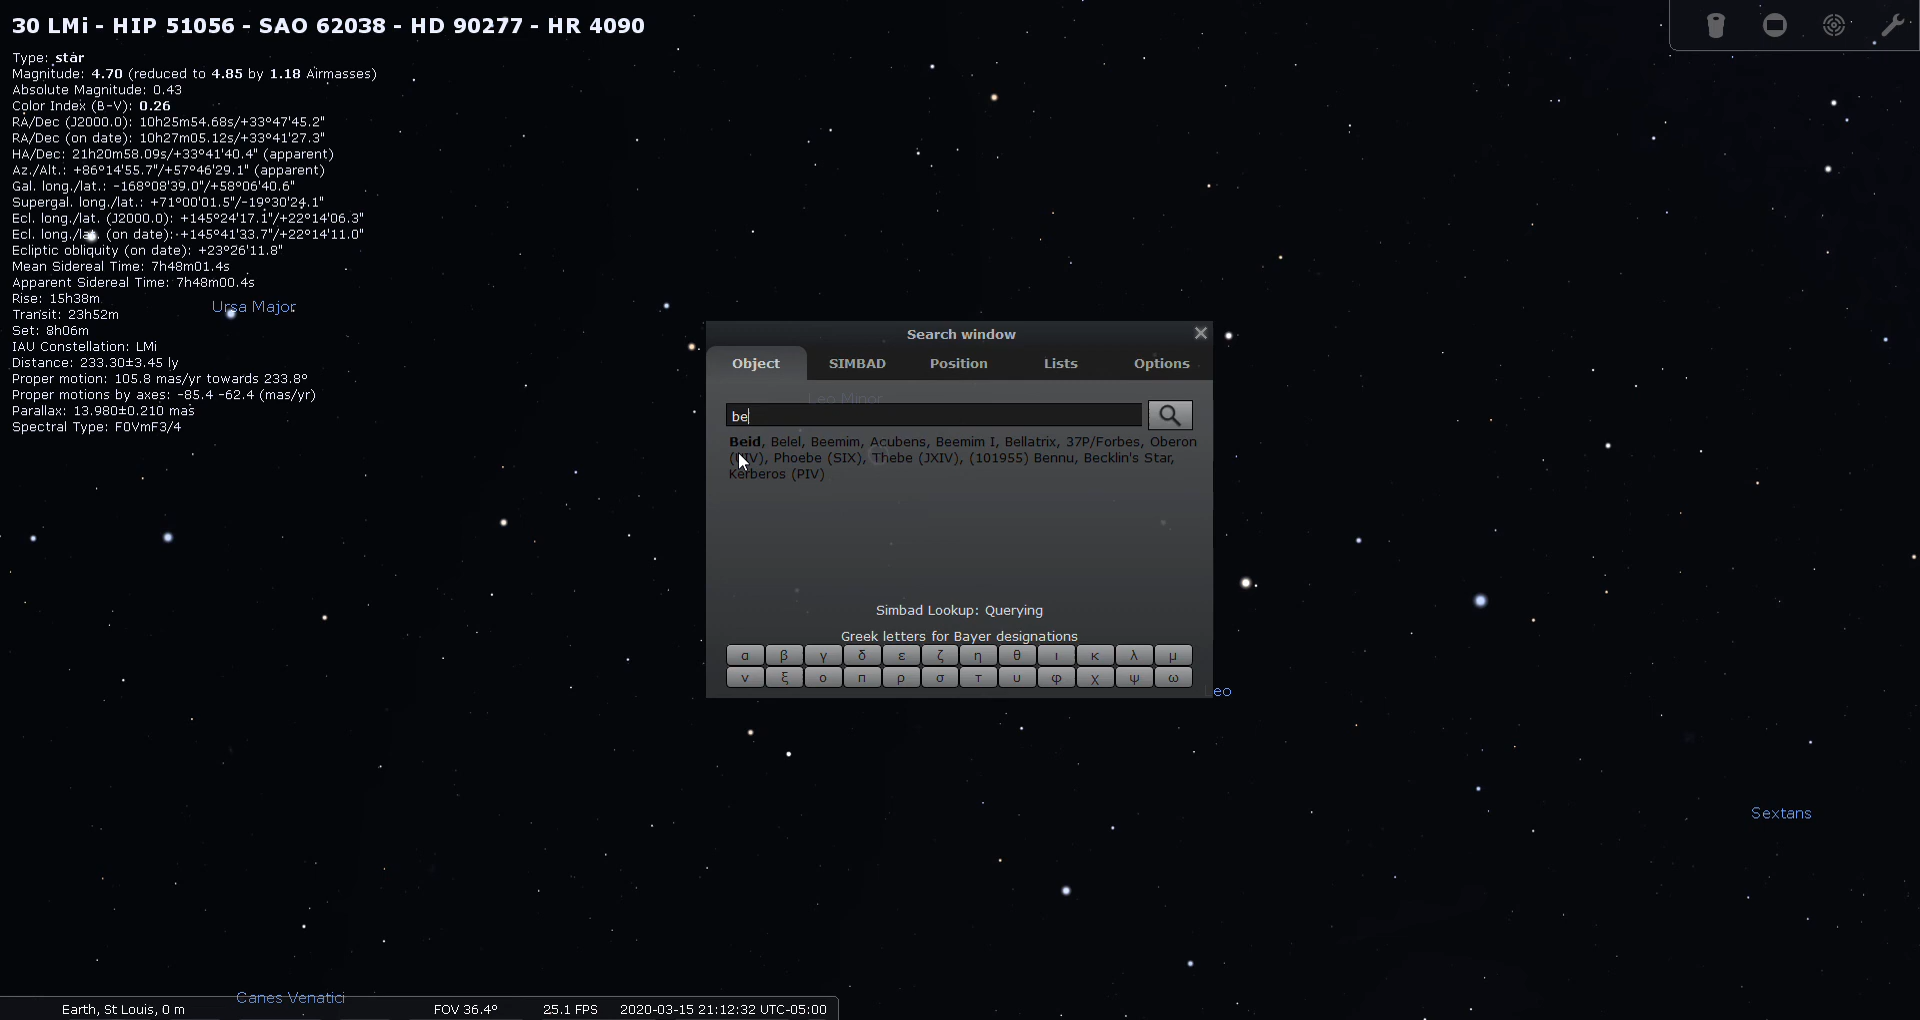 30 LMi - HIP 51056 - SAO 62038 - HD 90277 - HR 4090
Type: star
Magnitude: 4.70 (reduced to 4.85 by 1.18 Airmasses)
Absolute Magnitude: 0.43
Color Index (B-V): 0.26
RA/Dec (J2000.0): 10h25m54.68s/+33°47'45.2"
RA/Dec (on date): 10h27m05.12s/+33°41'27.3"
HA/Dec: 21h20m58.09s/+33°41'40.4" (apparent)
Az./Alt.: +86°14'55.7"/+57°46'29.1" (apparent)
Gal. long./lat.: -168°08'39.0"/+58°06'40.6"
Supergal. long./lat.: +71°00'01.5"/-19°30'24.1"
Ecl. long./lat. (J2000.0): +145°24'17.1"/+22°14'06.3"
Ecl. long./lat. (on date): +145°41'33.7"/+22°14'11.0"
Ecliptic obliquity (on date): +23°26'11.8"
Mean Sidereal Time: 7h48m01.4s
Apparent Sidereal Time: 7h48m00.4s
Rise: 15h38m
Transit: 23h52m
Set: 8h06m
IAU Constellation: LMi
Distance: 233.30±3.45 ly
Proper motion: 105.8 mas/yr towards 233.8°
Proper motions by axes: -85.4 -62.4 (mas/yr)
Parallax: 13.980±0.210 mas
Spectral Type: F0VmF3/4
Ursa Major
Search window
Object SIMBAD Position Lists Options
Leo Minor
be
Beid, Belel, Beemim, Acubens, Beemim I, Bellatrix, 37P/Forbes, Oberon
Phoebe (SIX), Thebe (JXIV), (101955) Bennu, Becklin's Star,
Kerberos (PIV)
Simbad Lookup: Querying
Greek letters for Bayer designations
α β γ δ ε ζ η θ ι κ λ μ
ν ξ ο π ρ σ τ υ φ χ ψ ω
eo
Sextans
Canes Venatici
Earth, St Louis, 0 m FOV 36.4° 25.1 FPS 2020-03-15 21:12:32 UTC-05:00